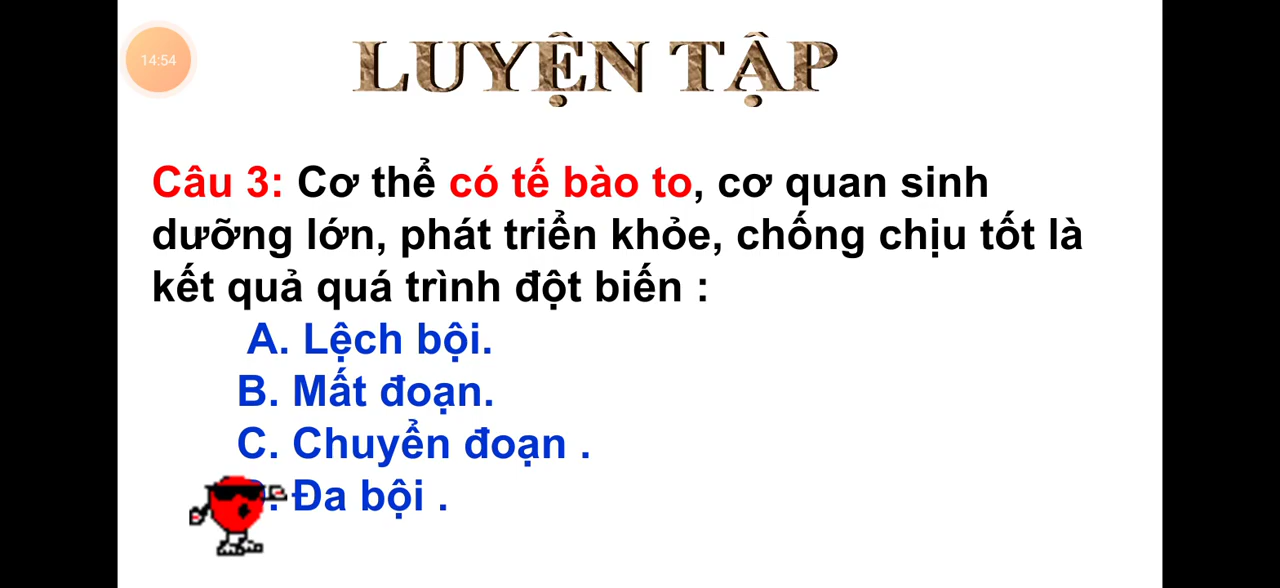 14:54
LUYỆN TẬP
Câu 3: Cơ thể có tế bào to, cơ quan sinh
dưỡng lớn, phát triển khỏe, chống chịu tốt là
kết quả quá trình đột biến :
A. Lệch bội.
B. Mất đoạn.
C. Chuyển đoạn .
Đa bội .